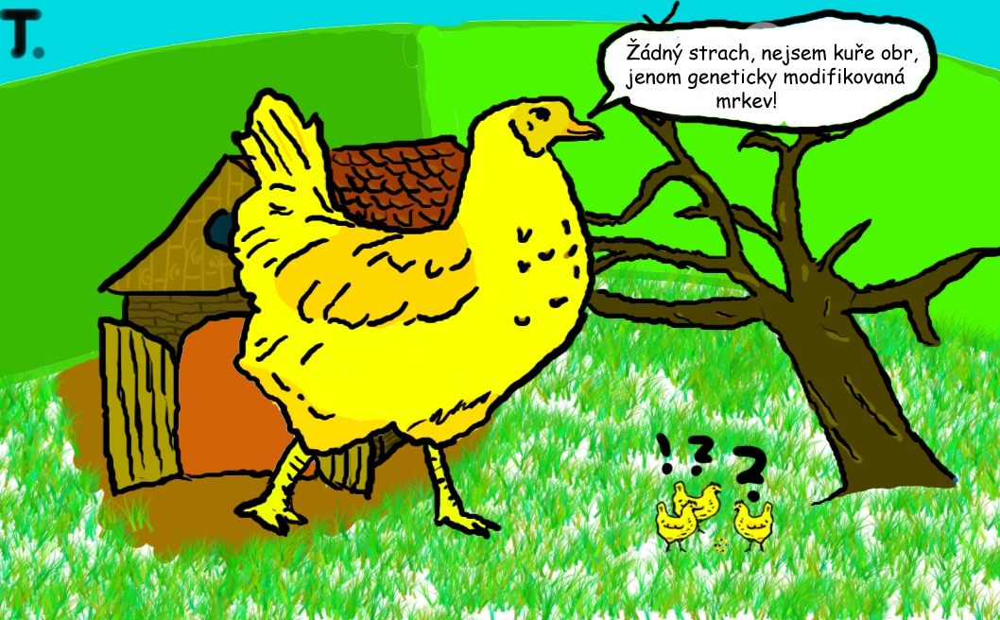 T.
Žádný strach, nejsem kuře obr,
jenom geneticky modifikovaná
mrkev!
! ? ?